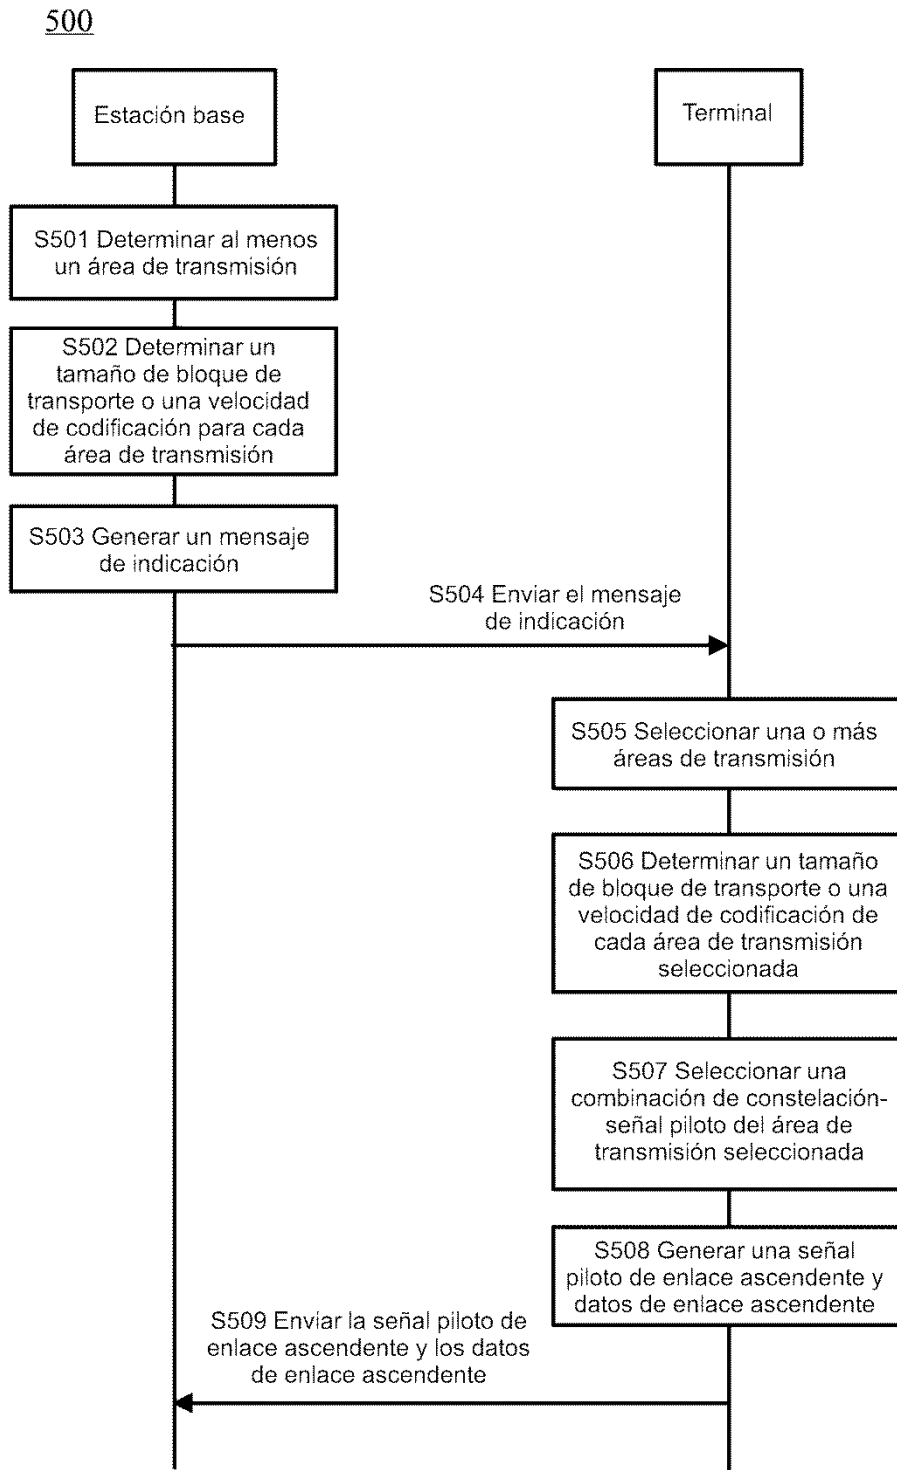 500
Estación base
Terminal
S501 Determinar al menos
un área de transmisión
S502 Determinar un
tamaño de bloque de
transporte o una velocidad
de codificación para cada
área de transmisión
S503 Generar un mensaje
de indicación
S504 Enviar el mensaje
de indicación
S505 Seleccionar una o más
áreas de transmisión
S506 Determinar un tamaño
de bloque de transporte o una
velocidad de codificación de
cada área de transmisión
seleccionada
S507 Seleccionar una
combinación de constelación-
señal piloto del área de
transmisión seleccionada
S508 Generar una señal
piloto de enlace ascendente y
datos de enlace ascendente
S509 Enviar la señal piloto de
enlace ascendente y los datos
de enlace ascendente